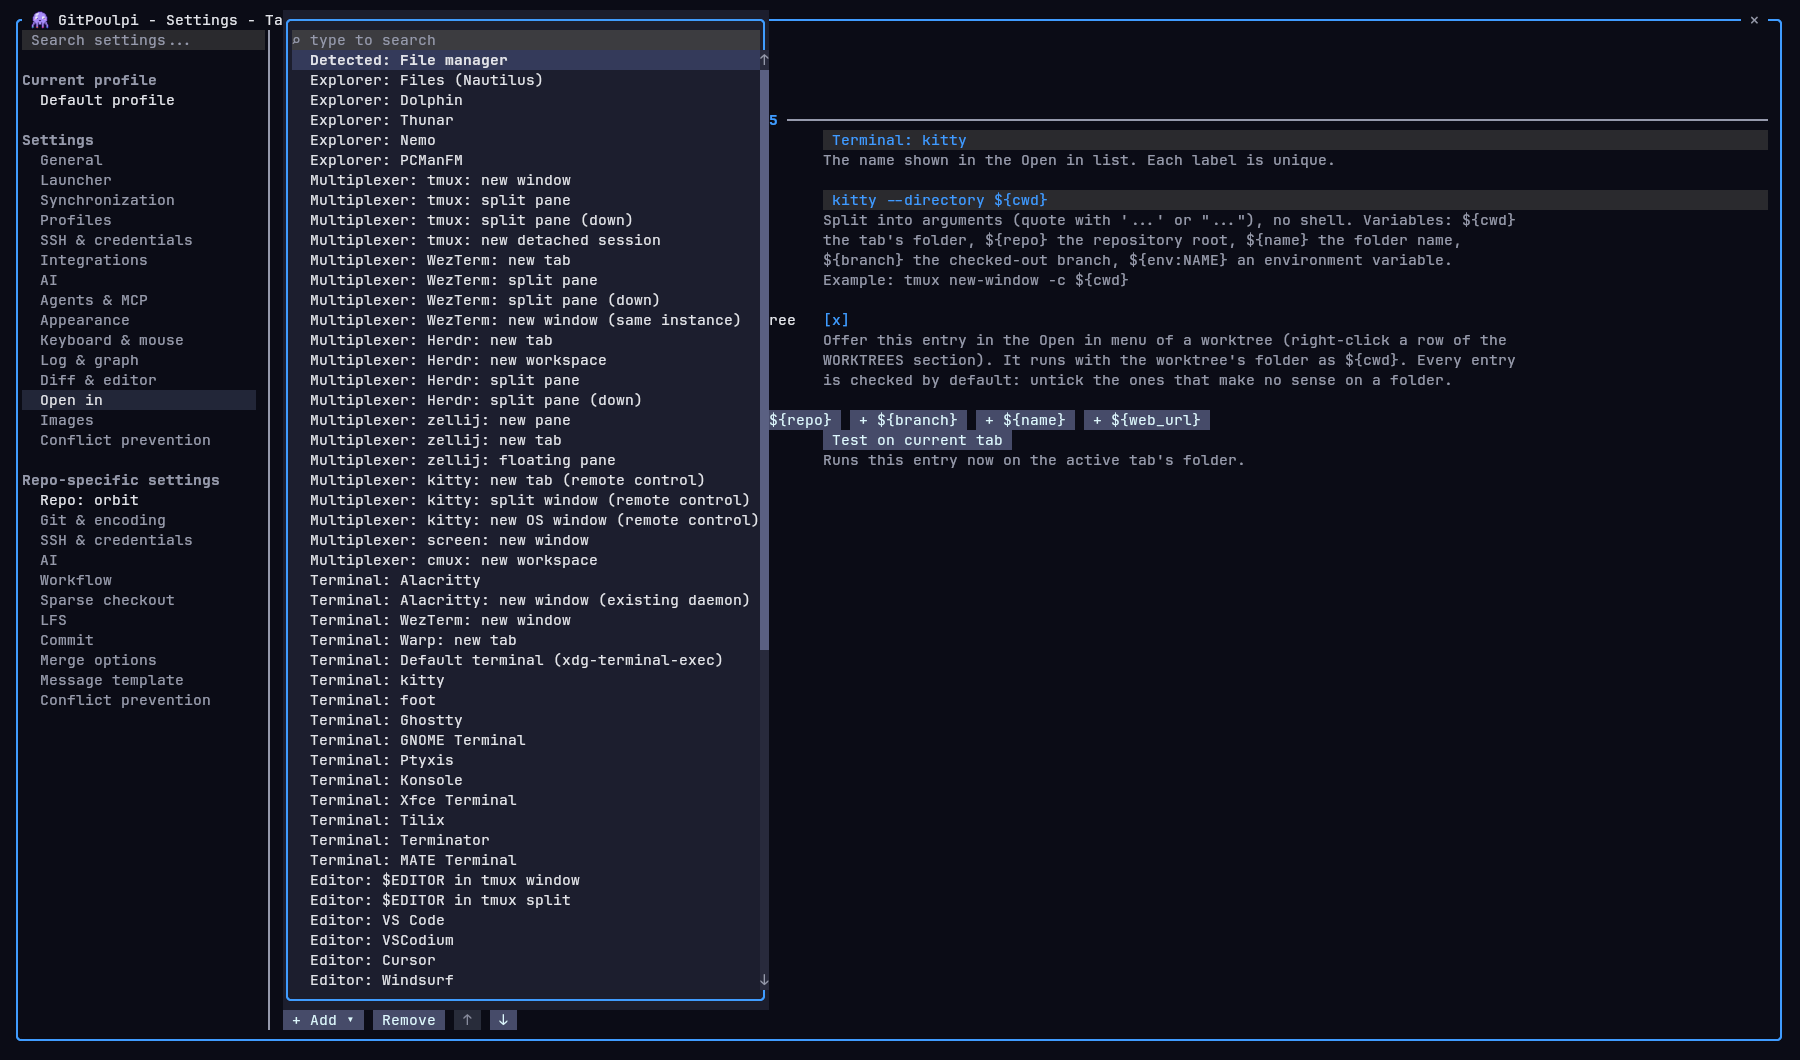 GitPoulpi - Settings - Ta
×
Search settings...
Current profile
Default profile
Settings
General
Launcher
Synchronization
Profiles
SSH & credentials
Integrations
AI
Agents & MCP
Appearance
Keyboard & mouse
Log & graph
Diff & editor
Open in
Images
Conflict prevention
Repo-specific settings
Repo: orbit
Git & encoding
SSH & credentials
AI
Workflow
Sparse checkout
LFS
Commit
Merge options
Message template
Conflict prevention
type to search
Detected: File manager
Explorer: Files (Nautilus)
Explorer: Dolphin
Explorer: Thunar
Explorer: Nemo
Explorer: PCManFM
Multiplexer: tmux: new window
Multiplexer: tmux: split pane
Multiplexer: tmux: split pane (down)
Multiplexer: tmux: new detached session
Multiplexer: WezTerm: new tab
Multiplexer: WezTerm: split pane
Multiplexer: WezTerm: split pane (down)
Multiplexer: WezTerm: new window (same instance)
Multiplexer: Herdr: new tab
Multiplexer: Herdr: new workspace
Multiplexer: Herdr: split pane
Multiplexer: Herdr: split pane (down)
Multiplexer: zellij: new pane
Multiplexer: zellij: new tab
Multiplexer: zellij: floating pane
Multiplexer: kitty: new tab (remote control)
Multiplexer: kitty: split window (remote control)
Multiplexer: kitty: new OS window (remote control)
Multiplexer: screen: new window
Multiplexer: cmux: new workspace
Terminal: Alacritty
Terminal: Alacritty: new window (existing daemon)
Terminal: WezTerm: new window
Terminal: Warp: new tab
Terminal: Default terminal (xdg-terminal-exec)
Terminal: kitty
Terminal: foot
Terminal: Ghostty
Terminal: GNOME Terminal
Terminal: Ptyxis
Terminal: Konsole
Terminal: Xfce Terminal
Terminal: Tilix
Terminal: Terminator
Terminal: MATE Terminal
Editor: $EDITOR in tmux window
Editor: $EDITOR in tmux split
Editor: VS Code
Editor: VSCodium
Editor: Cursor
Editor: Windsurf
+ Add ▾ Remove ↑ ↓
5
Terminal: kitty
The name shown in the Open in list. Each label is unique.
kitty --directory ${cwd}
Split into arguments (quote with '...' or "..."), no shell. Variables: ${cwd}
the tab's folder, ${repo} the repository root, ${name} the folder name,
${branch} the checked-out branch, ${env:NAME} an environment variable.
Example: tmux new-window -c ${cwd}
ree [x]
Offer this entry in the Open in menu of a worktree (right-click a row of the
WORKTREES section). It runs with the worktree's folder as ${cwd}. Every entry
is checked by default: untick the ones that make no sense on a folder.
${repo} + ${branch} + ${name} + ${web_url}
Test on current tab
Runs this entry now on the active tab's folder.